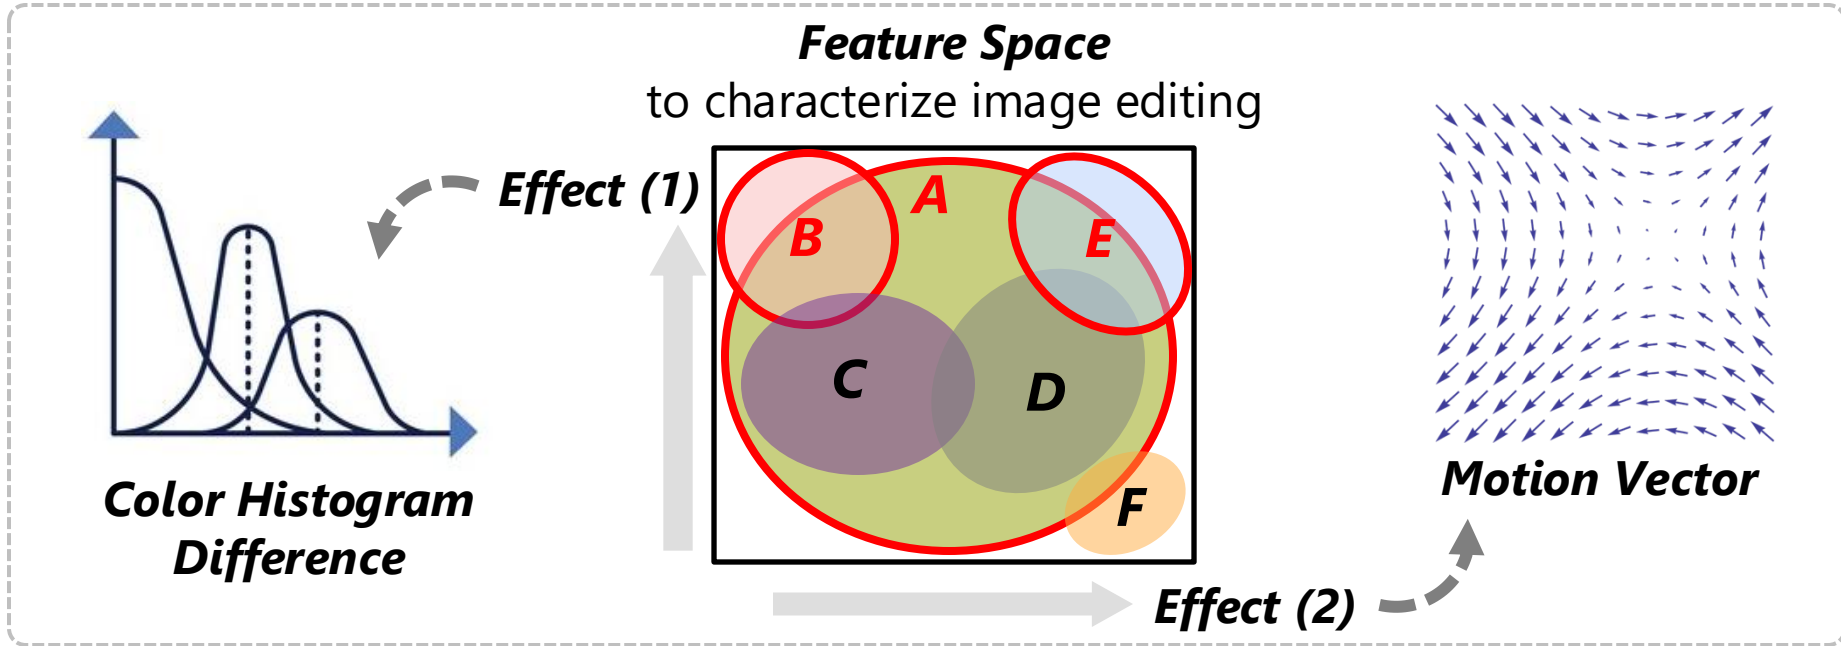 Feature Space
to characterize image editing
Effect (1)
A
B
E
C
D
F
Color Histogram
Difference
Motion Vector
Effect (2)